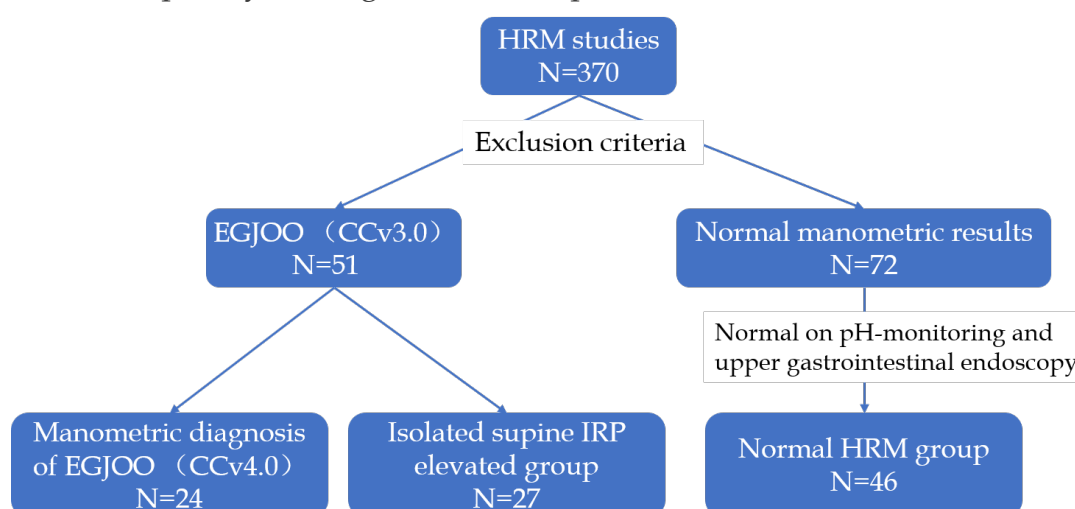 HRM studies
N=370
Exclusion criteria
EGJOO （CCv3.0）
N=51
Normal manometric results
N=72
Normal on pH-monitoring and
upper gastrointestinal endoscopy
Manometric diagnosis
of EGJOO （CCv4.0）
N=24
Isolated supine IRP
elevated group
N=27
Normal HRM group
N=46